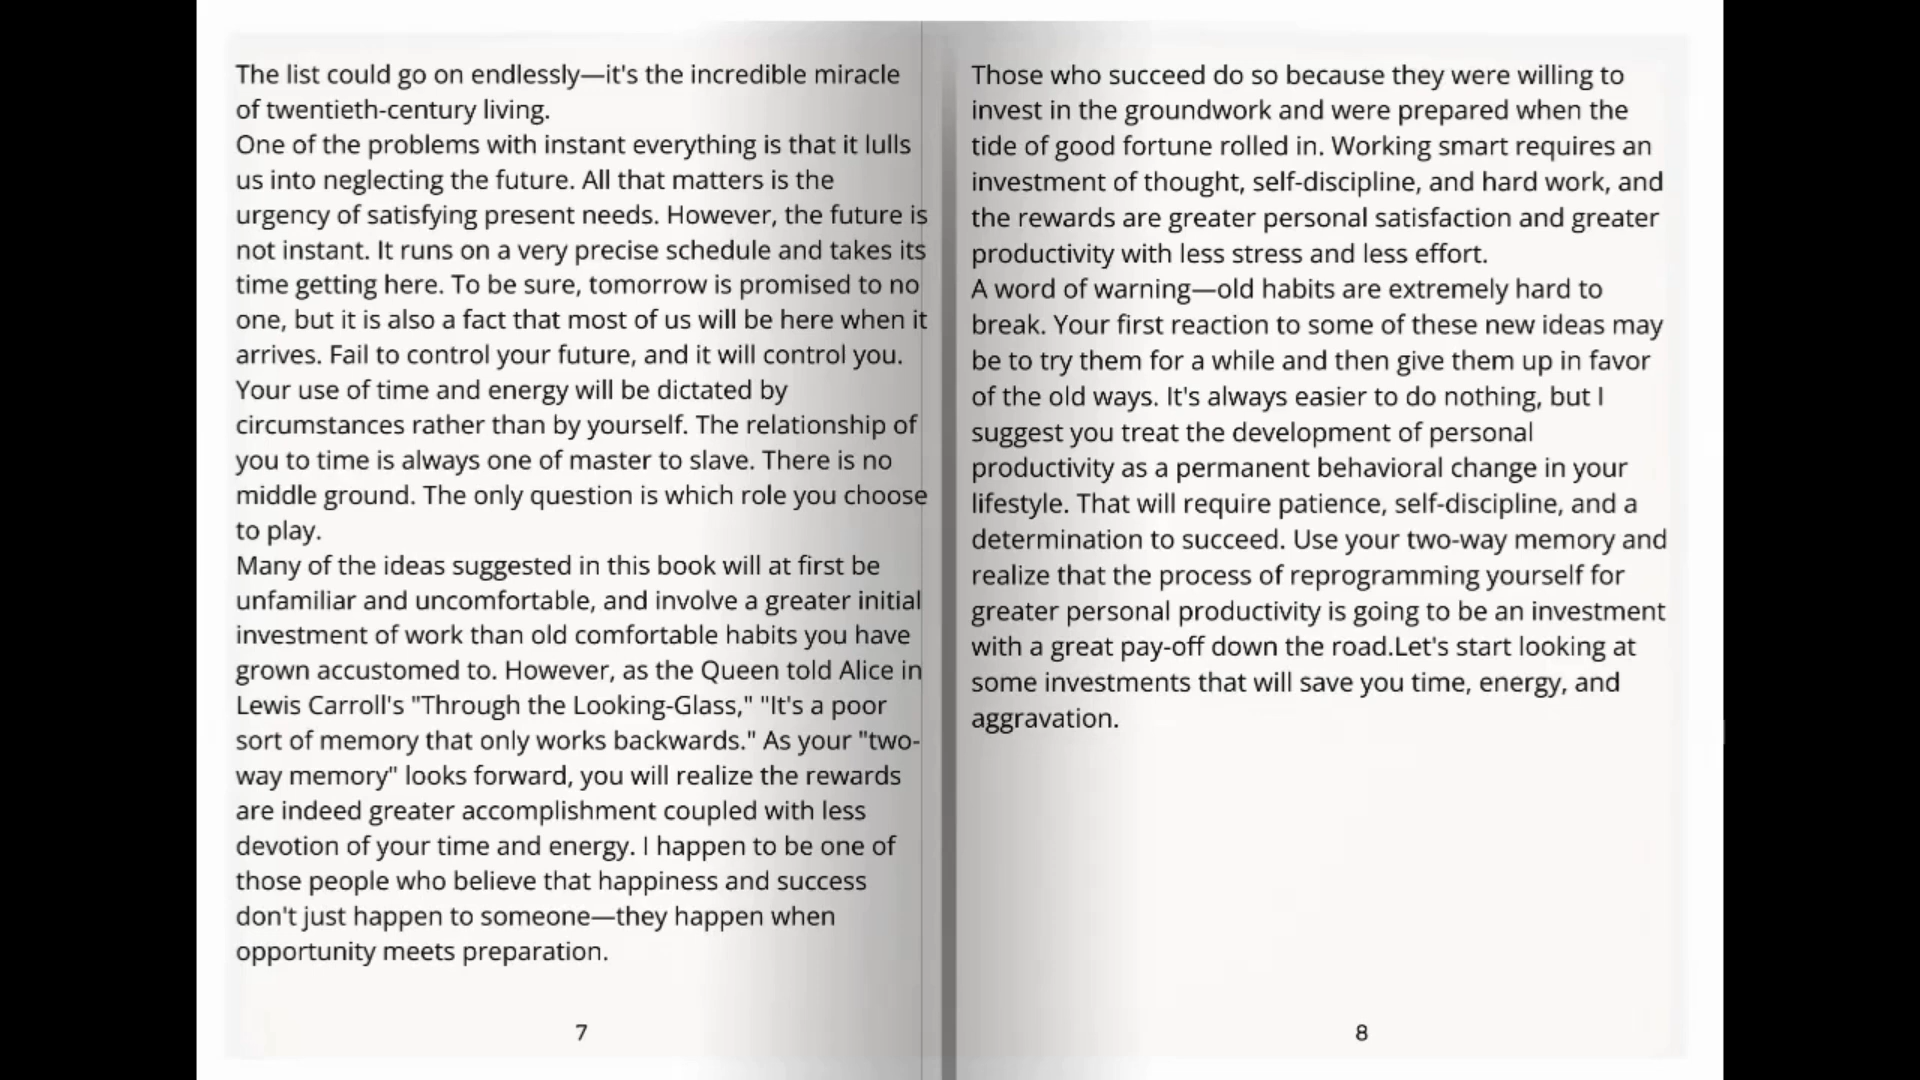 The list could go on endlessly—it's the incredible miracle
of twentieth-century living.
One of the problems with instant everything is that it lulls
us into neglecting the future. All that matters is the
urgency of satisfying present needs. However, the future is
not instant. It runs on a very precise schedule and takes its
time getting here. To be sure, tomorrow is promised to no
one, but it is also a fact that most of us will be here when it
arrives. Fail to control your future, and it will control you.
Your use of time and energy will be dictated by
circumstances rather than by yourself. The relationship of
you to time is always one of master to slave. There is no
middle ground. The only question is which role you choose
to play.
Many of the ideas suggested in this book will at first be
unfamiliar and uncomfortable, and involve a greater initial
investment of work than old comfortable habits you have
grown accustomed to. However, as the Queen told Alice in
Lewis Carroll's "Through the Looking-Glass," "It's a poor
sort of memory that only works backwards." As your "two-
way memory" looks forward, you will realize the rewards
are indeed greater accomplishment coupled with less
devotion of your time and energy. I happen to be one of
those people who believe that happiness and success
don't just happen to someone—they happen when
opportunity meets preparation.
7
Those who succeed do so because they were willing to
invest in the groundwork and were prepared when the
tide of good fortune rolled in. Working smart requires an
investment of thought, self-discipline, and hard work, and
the rewards are greater personal satisfaction and greater
productivity with less stress and less effort.
A word of warning—old habits are extremely hard to
break. Your first reaction to some of these new ideas may
be to try them for a while and then give them up in favor
of the old ways. It's always easier to do nothing, but I
suggest you treat the development of personal
productivity as a permanent behavioral change in your
lifestyle. That will require patience, self-discipline, and a
determination to succeed. Use your two-way memory and
realize that the process of reprogramming yourself for
greater personal productivity is going to be an investment
with a great pay-off down the road.Let's start looking at
some investments that will save you time, energy, and
aggravation.
8